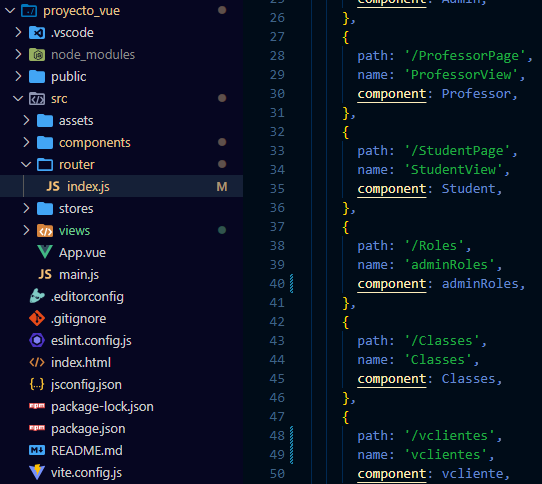 proyecto_vue
.vscode
node_modules
public
src
assets
components
router
JS index.js M
stores
views
App.vue
JS main.js
.editorconfig
.gitignore
eslint.config.js
index.html
jsconfig.json
package-lock.json
package.json
README.md
vite.config.js
25 component: Admin,
26 },
27 {
28 path: '/ProfessorPage',
29 name: 'ProfessorView',
30 component: Professor,
31 },
32 {
33 path: '/StudentPage',
34 name: 'StudentView',
35 component: Student,
36 },
37 {
38 path: '/Roles',
39 name: 'adminRoles',
40 component: adminRoles,
41 },
42 {
43 path: '/Classes',
44 name: 'Classes',
45 component: Classes,
46 },
47 {
48 path: '/vclientes',
49 name: 'vclientes',
50 component: vcliente,